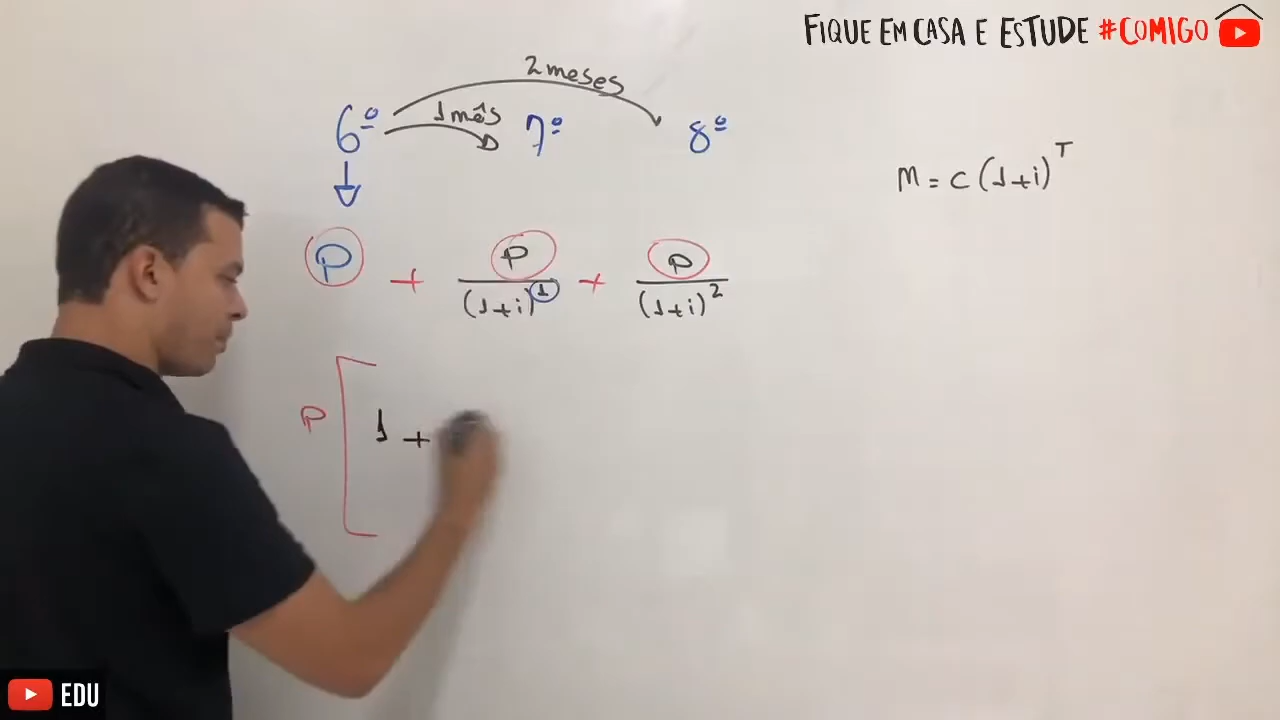 FIQUE EM CASA E ESTUDE #COMIGO
2 meses
1 mês
6º 7º 8º
M = C (1+i)^T
P + P/(1+i)^1 + P/(1+i)^2
P [ 1 +
EDU